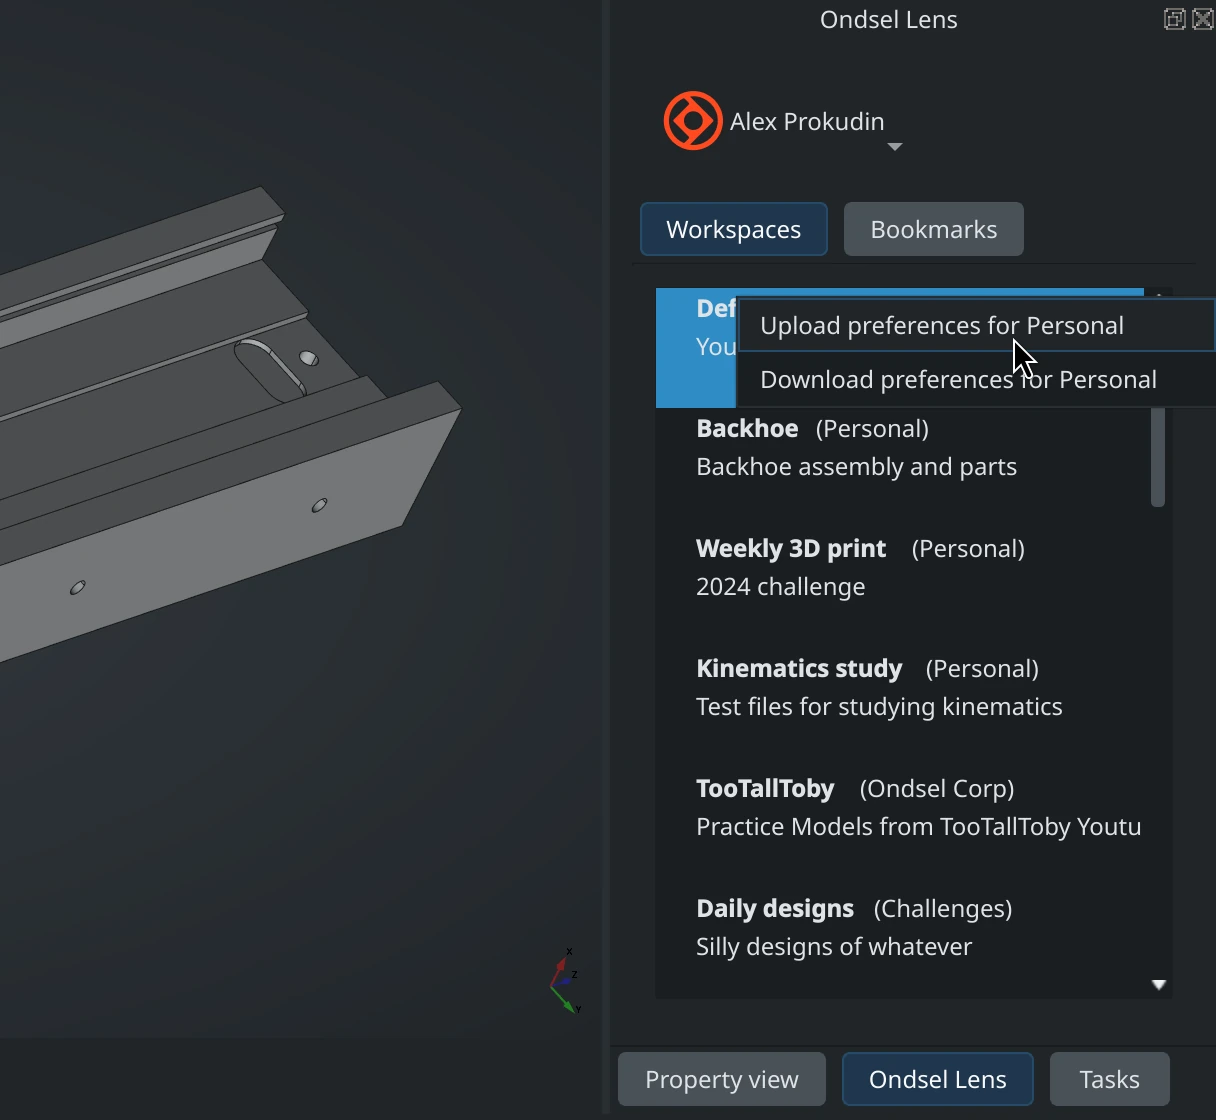 Ondsel Lens
Alex Prokudin
Workspaces
Bookmarks
Def
You
Upload preferences for Personal
Download preferences for Personal
Backhoe (Personal)
Backhoe assembly and parts
Weekly 3D print (Personal)
2024 challenge
Kinematics study (Personal)
Test files for studying kinematics
TooTallToby (Ondsel Corp)
Practice Models from TooTallToby Youtu
Daily designs (Challenges)
Silly designs of whatever
X
Z
Y
Property view
Ondsel Lens
Tasks